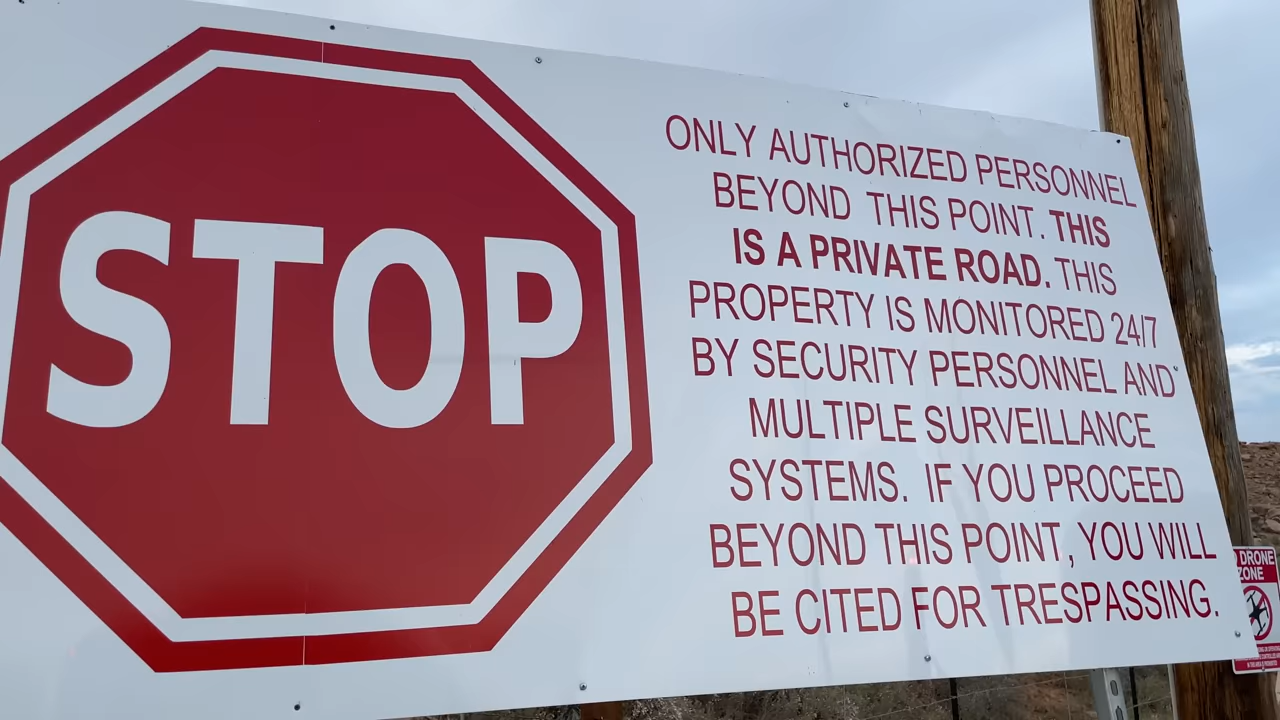 STOP
ONLY AUTHORIZED PERSONNEL
BEYOND THIS POINT. THIS
IS A PRIVATE ROAD. THIS
PROPERTY IS MONITORED 24/7
BY SECURITY PERSONNEL AND
MULTIPLE SURVEILLANCE
SYSTEMS. IF YOU PROCEED
BEYOND THIS POINT, YOU WILL
BE CITED FOR TRESPASSING.
DRONE
ZONE